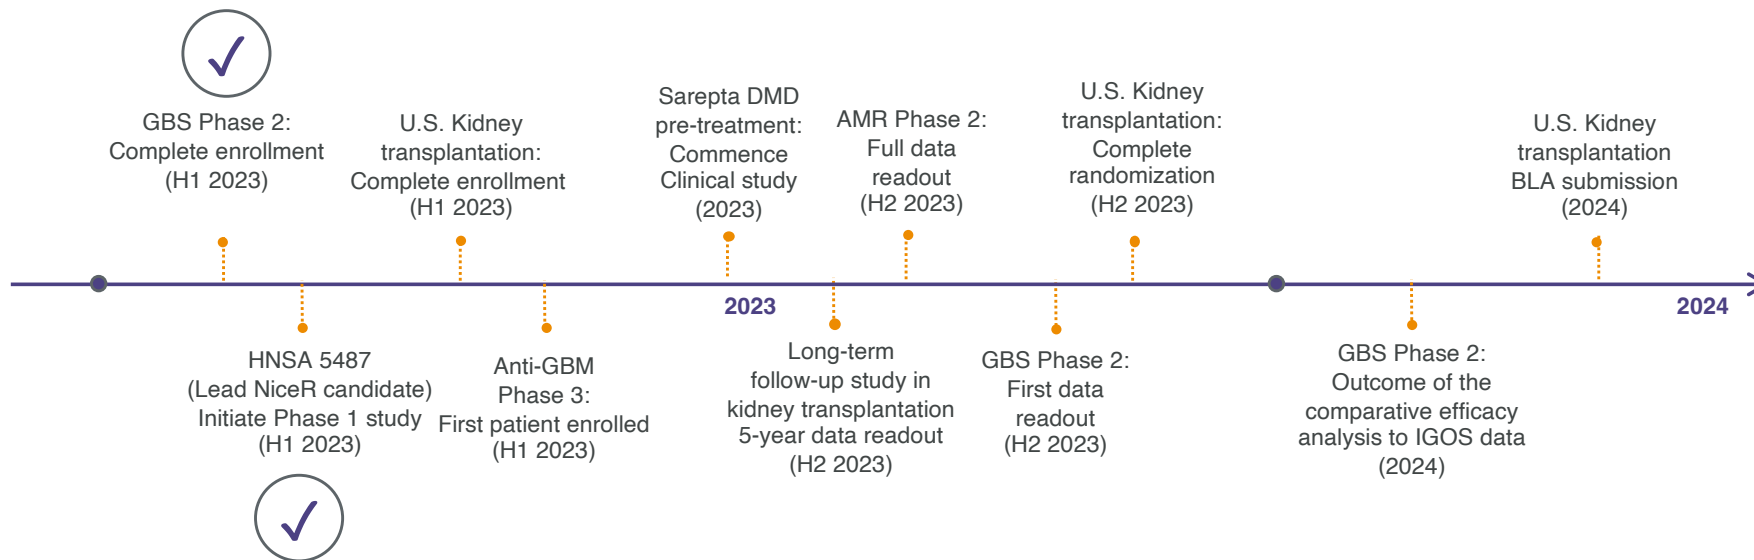 GBS Phase 2:
Complete enrollment
(H1 2023)
U.S. Kidney
transplantation:
Complete enrollment
(H1 2023)
Sarepta DMD
pre-treatment:
Commence
Clinical study
(2023)
AMR Phase 2:
Full data
readout
(H2 2023)
U.S. Kidney
transplantation:
Complete
randomization
(H2 2023)
U.S. Kidney
transplantation
BLA submission
(2024)
2023
2024
HNSA 5487
(Lead NiceR candidate)
Initiate Phase 1 study
(H1 2023)
Anti-GBM
Phase 3:
First patient enrolled
(H1 2023)
Long-term
follow-up study in
kidney transplantation
5-year data readout
(H2 2023)
GBS Phase 2:
First data
readout
(H2 2023)
GBS Phase 2:
Outcome of the
comparative efficacy
analysis to IGOS data
(2024)